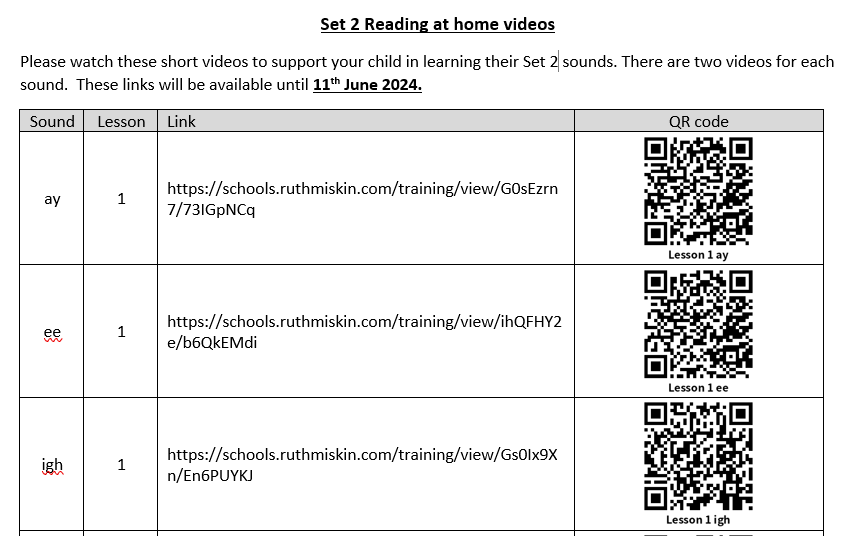 Set 2 Reading at home videos
Please watch these short videos to support your child in learning their Set 2 sounds. There are two videos for each
sound.  These links will be available until 11th June 2024.
Sound Lesson Link QR code
ay 1 https://schools.ruthmiskin.com/training/view/G0sEzrn
7/73IGpNCq
Lesson 1 ay
ee 1 https://schools.ruthmiskin.com/training/view/ihQFHY2
e/b6QkEMdi
Lesson 1 ee
igh 1 https://schools.ruthmiskin.com/training/view/Gs0Ix9X
n/En6PUYKJ
Lesson 1 igh